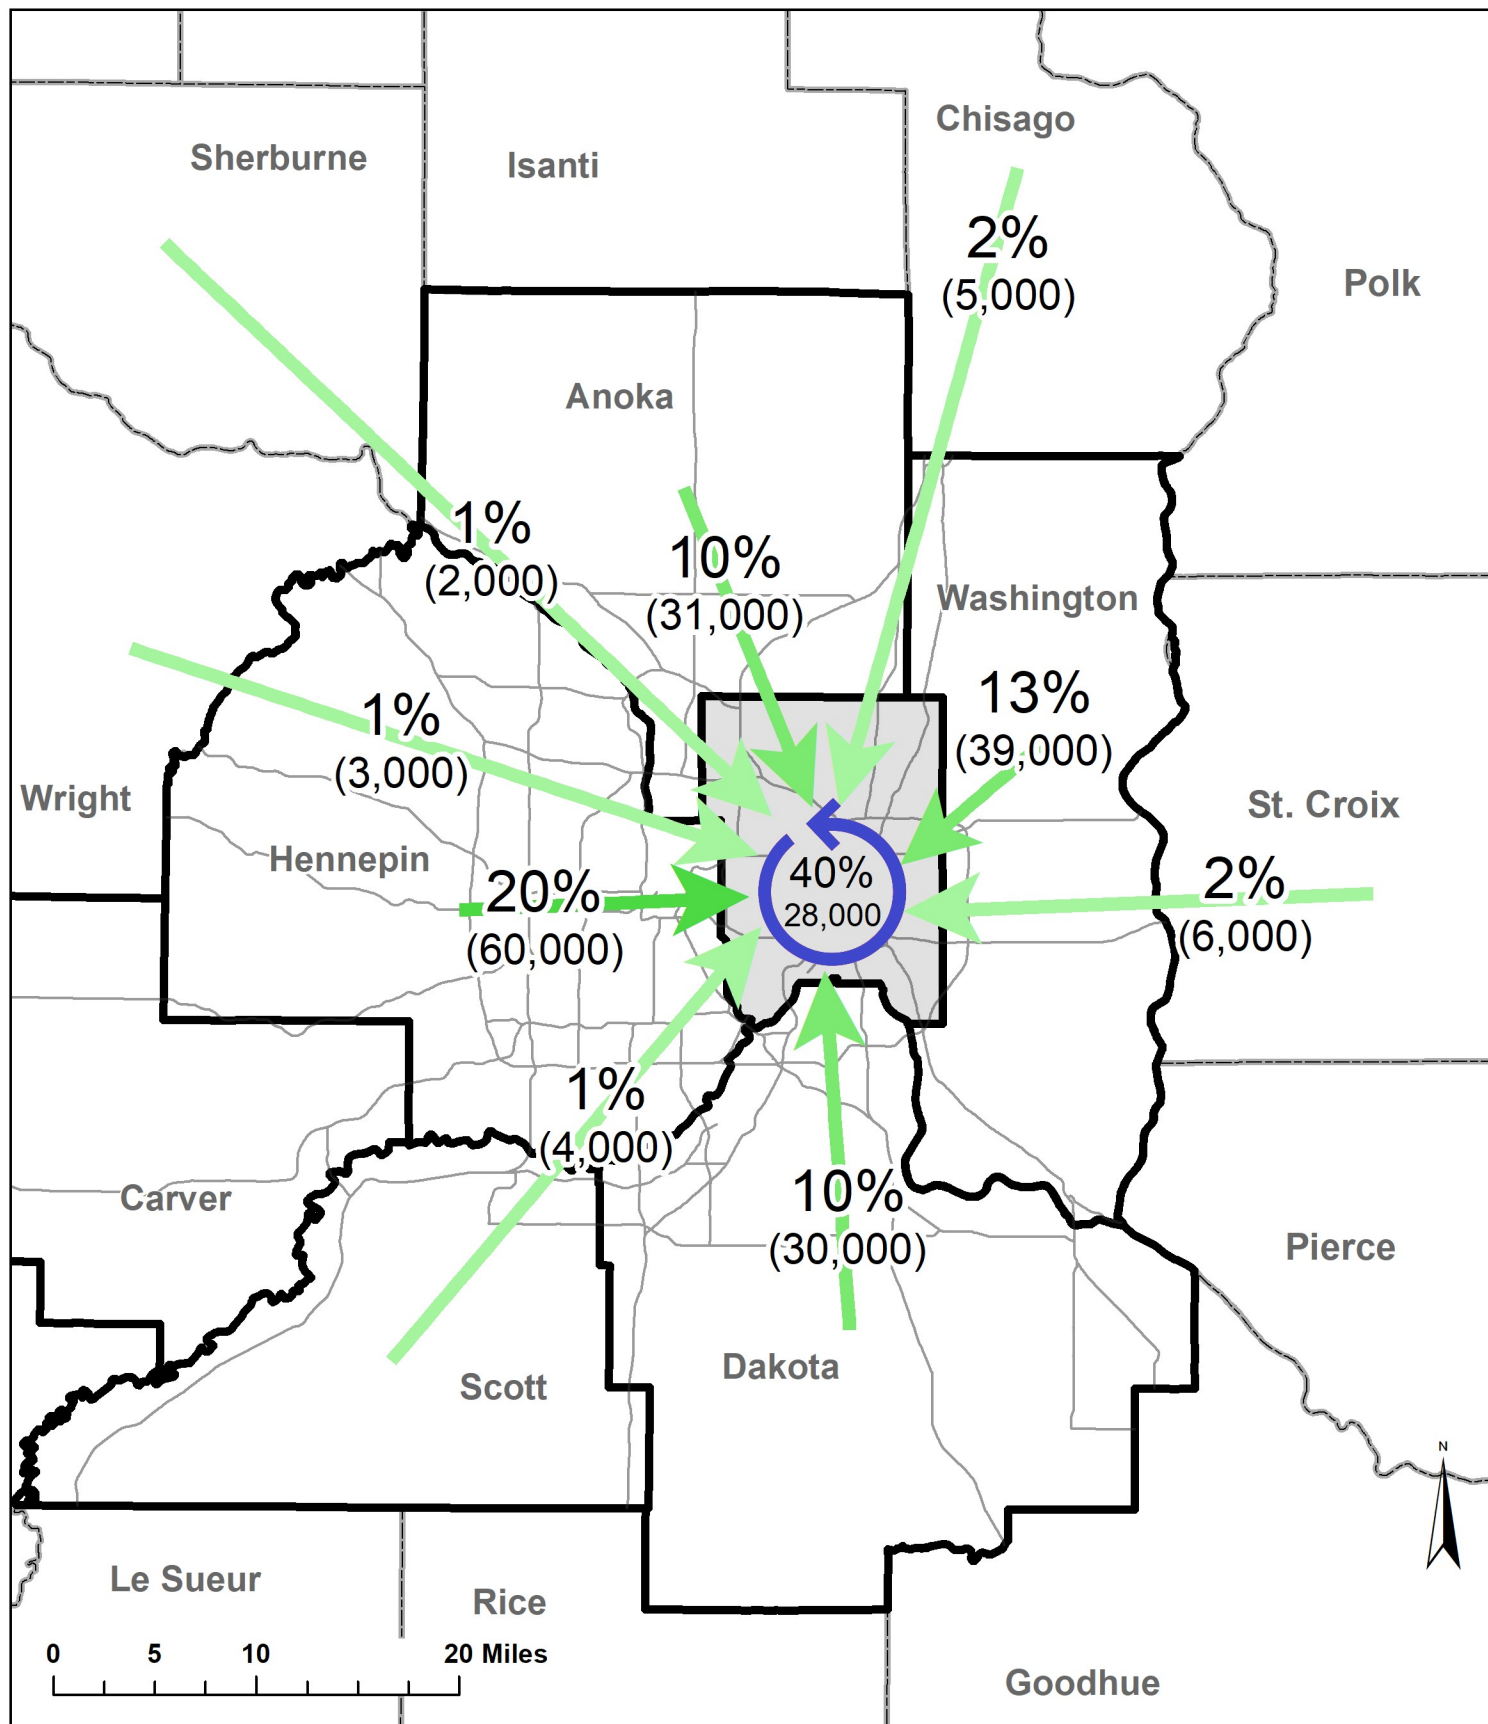 Chisago
Sherburne
Isanti
2%
(5,000)
Polk
Anoka
1%
(2,000)
10%
(31,000)
Washington
13%
(39,000)
1%
(3,000)
Wright
St. Croix
Hennepin
20%
(60,000)
40%
28,000
2%
(6,000)
1%
(4,000)
Carver
10%
(30,000)
Pierce
Dakota
Scott
N
Le Sueur
Rice
0 5 10 20 Miles
Goodhue